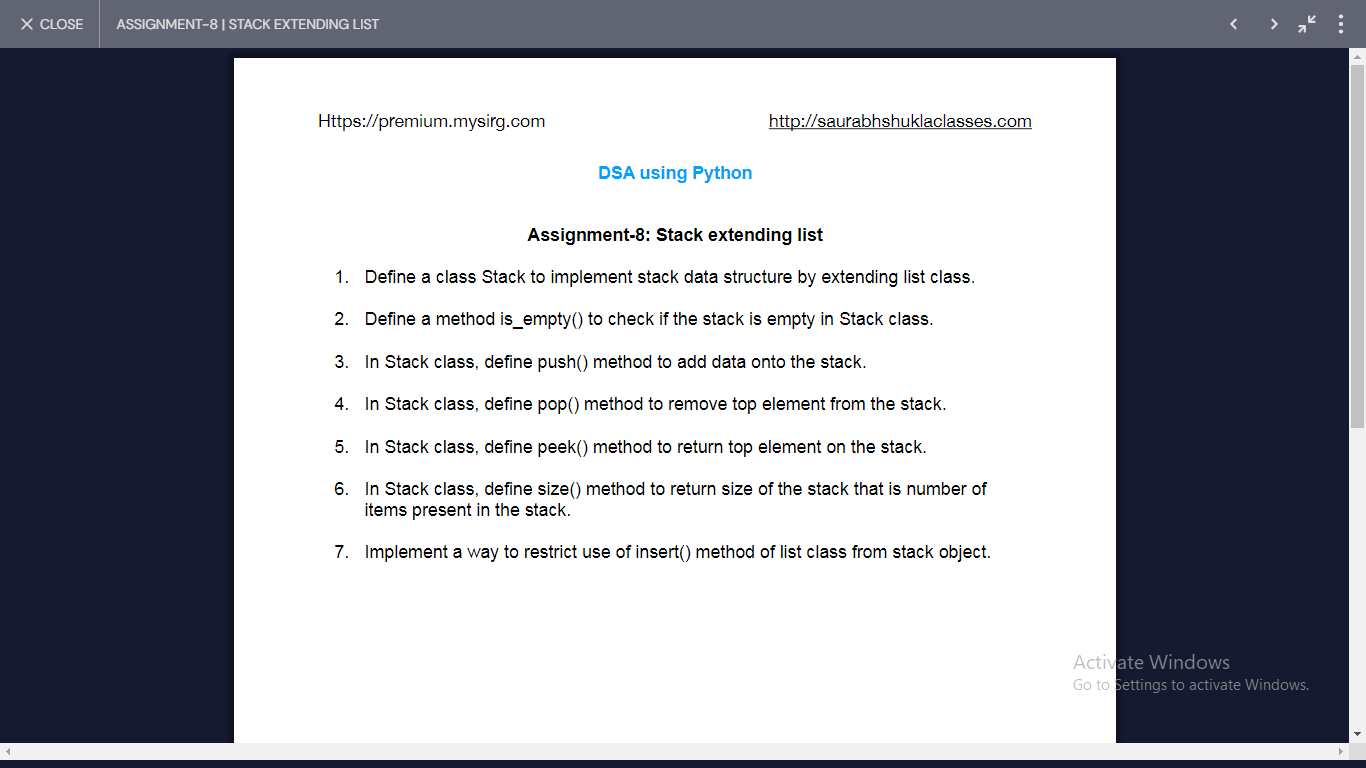 CLOSE
ASSIGNMENT-8 | STACK EXTENDING LIST
Https://premium.mysirg.com
http://saurabhshuklaclasses.com
DSA using Python
Assignment-8: Stack extending list
1. Define a class Stack to implement stack data structure by extending list class.
2. Define a method is_empty() to check if the stack is empty in Stack class.
3. In Stack class, define push() method to add data onto the stack.
4. In Stack class, define pop() method to remove top element from the stack.
5. In Stack class, define peek() method to return top element on the stack.
6. In Stack class, define size() method to return size of the stack that is number of
items present in the stack.
7. Implement a way to restrict use of insert() method of list class from stack object.
Activate Windows
Go to Settings to activate Windows.